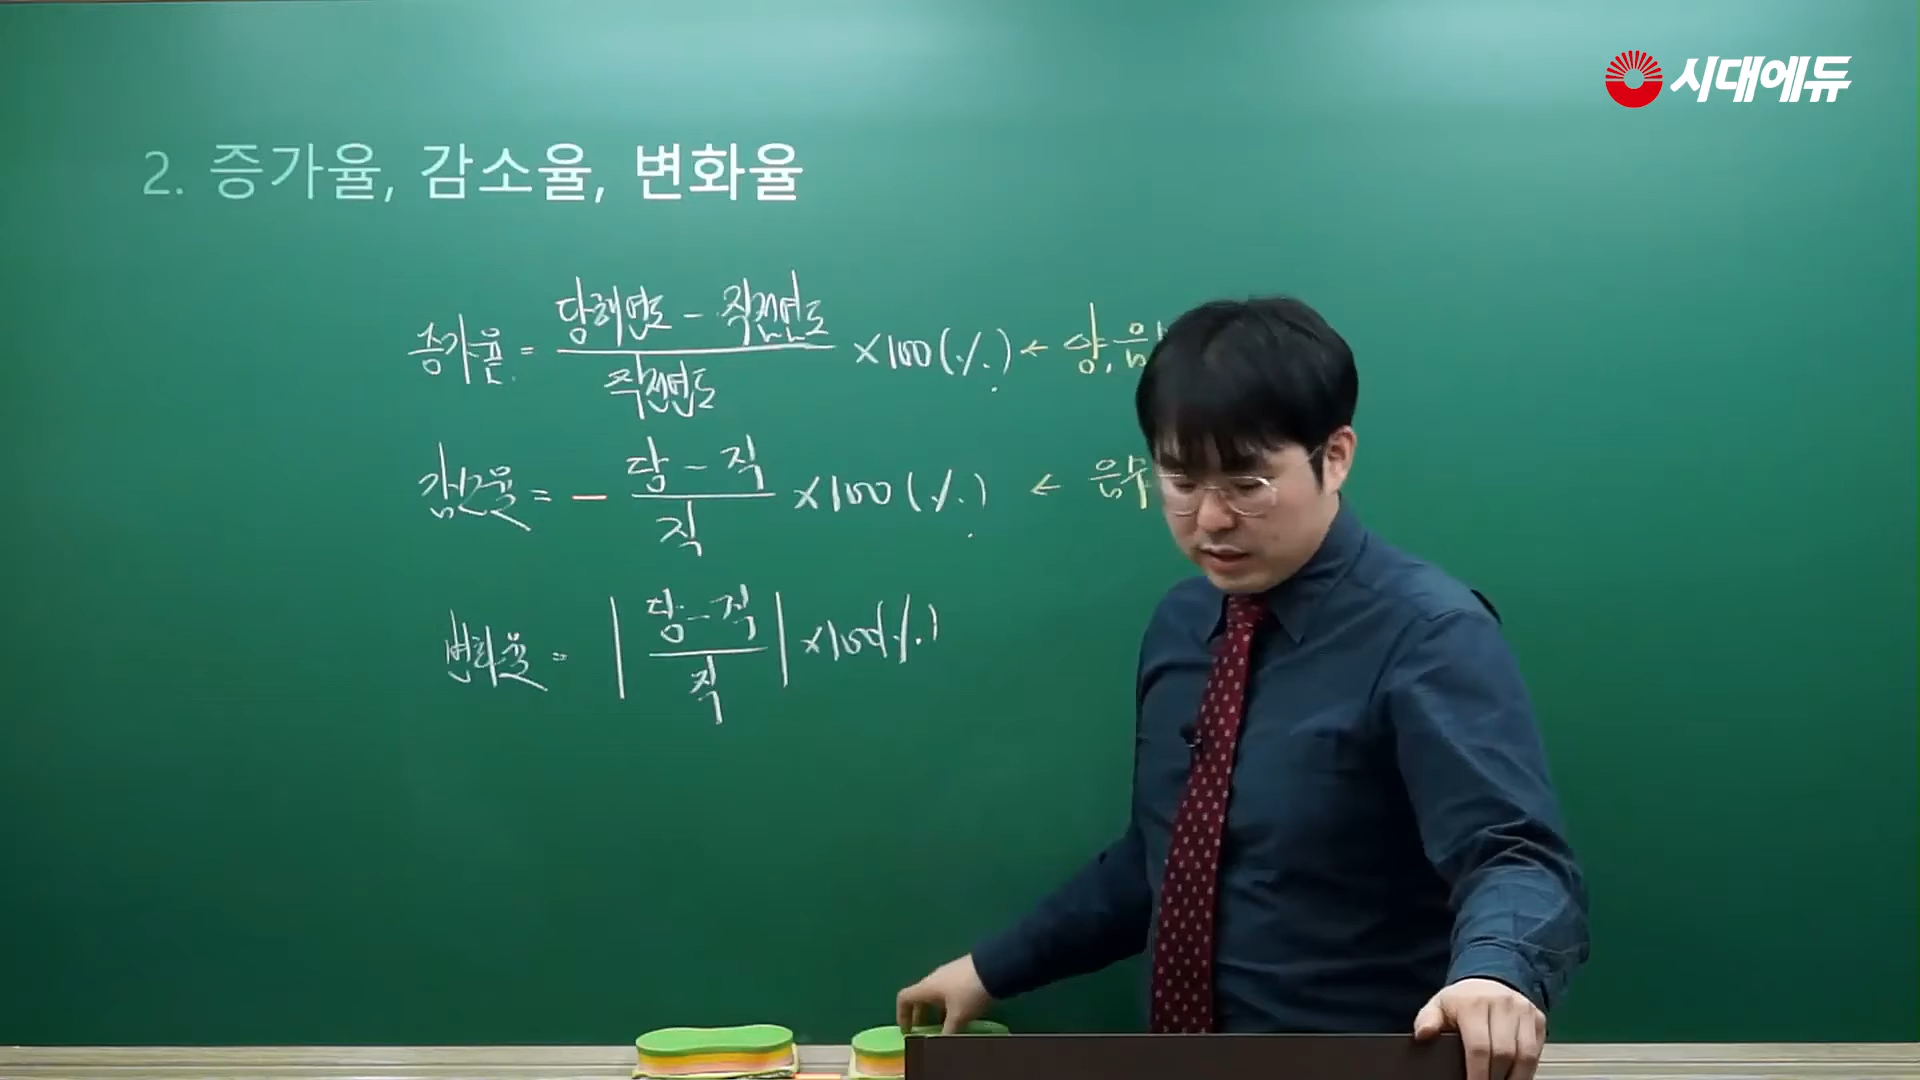 시대에듀
2. 증가율, 감소율, 변화율
당해연도 - 직전연도
증가율 = ×100(%) ← 양, 음
직전연도
당 - 직
감소율 = - ×100(%) ← 음수
직
당 - 직
변화율 = | | ×100(%)
직